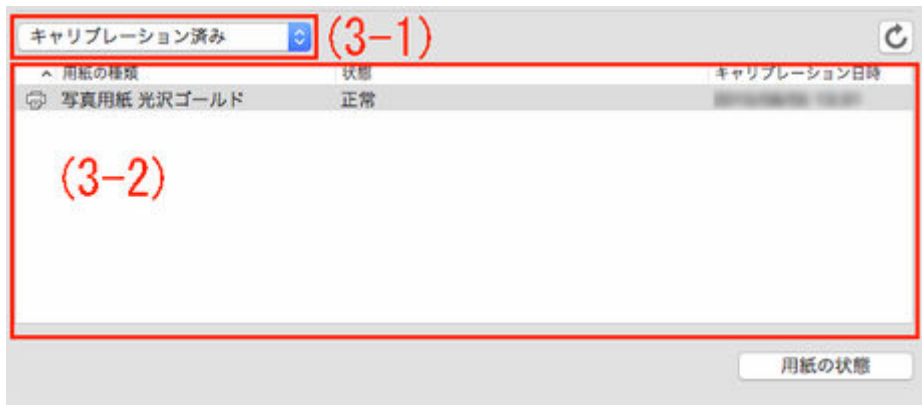 キャリブレーション済み (3-1)
用紙の種類 状態 キャリブレーション日時
写真用紙 光沢ゴールド 正常
(3-2)
用紙の状態